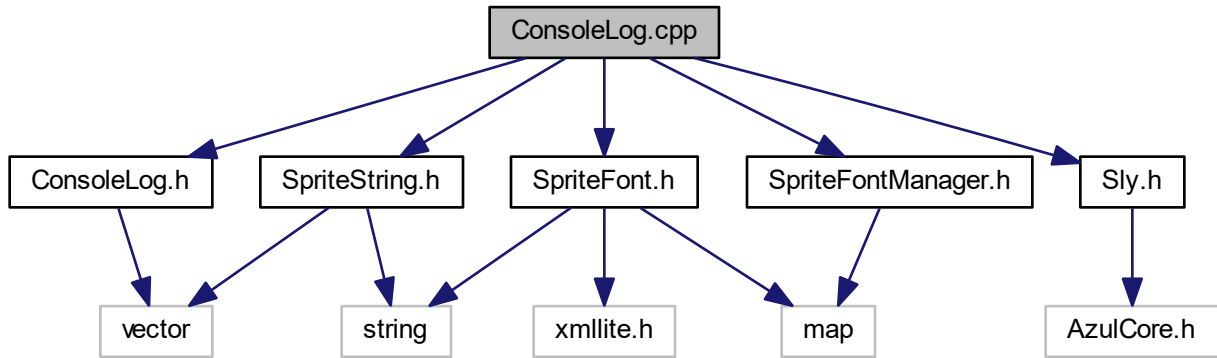 ConsoleLog.cpp
ConsoleLog.h
SpriteString.h
SpriteFont.h
SpriteFontManager.h
Sly.h
vector
string
xmllite.h
map
AzulCore.h